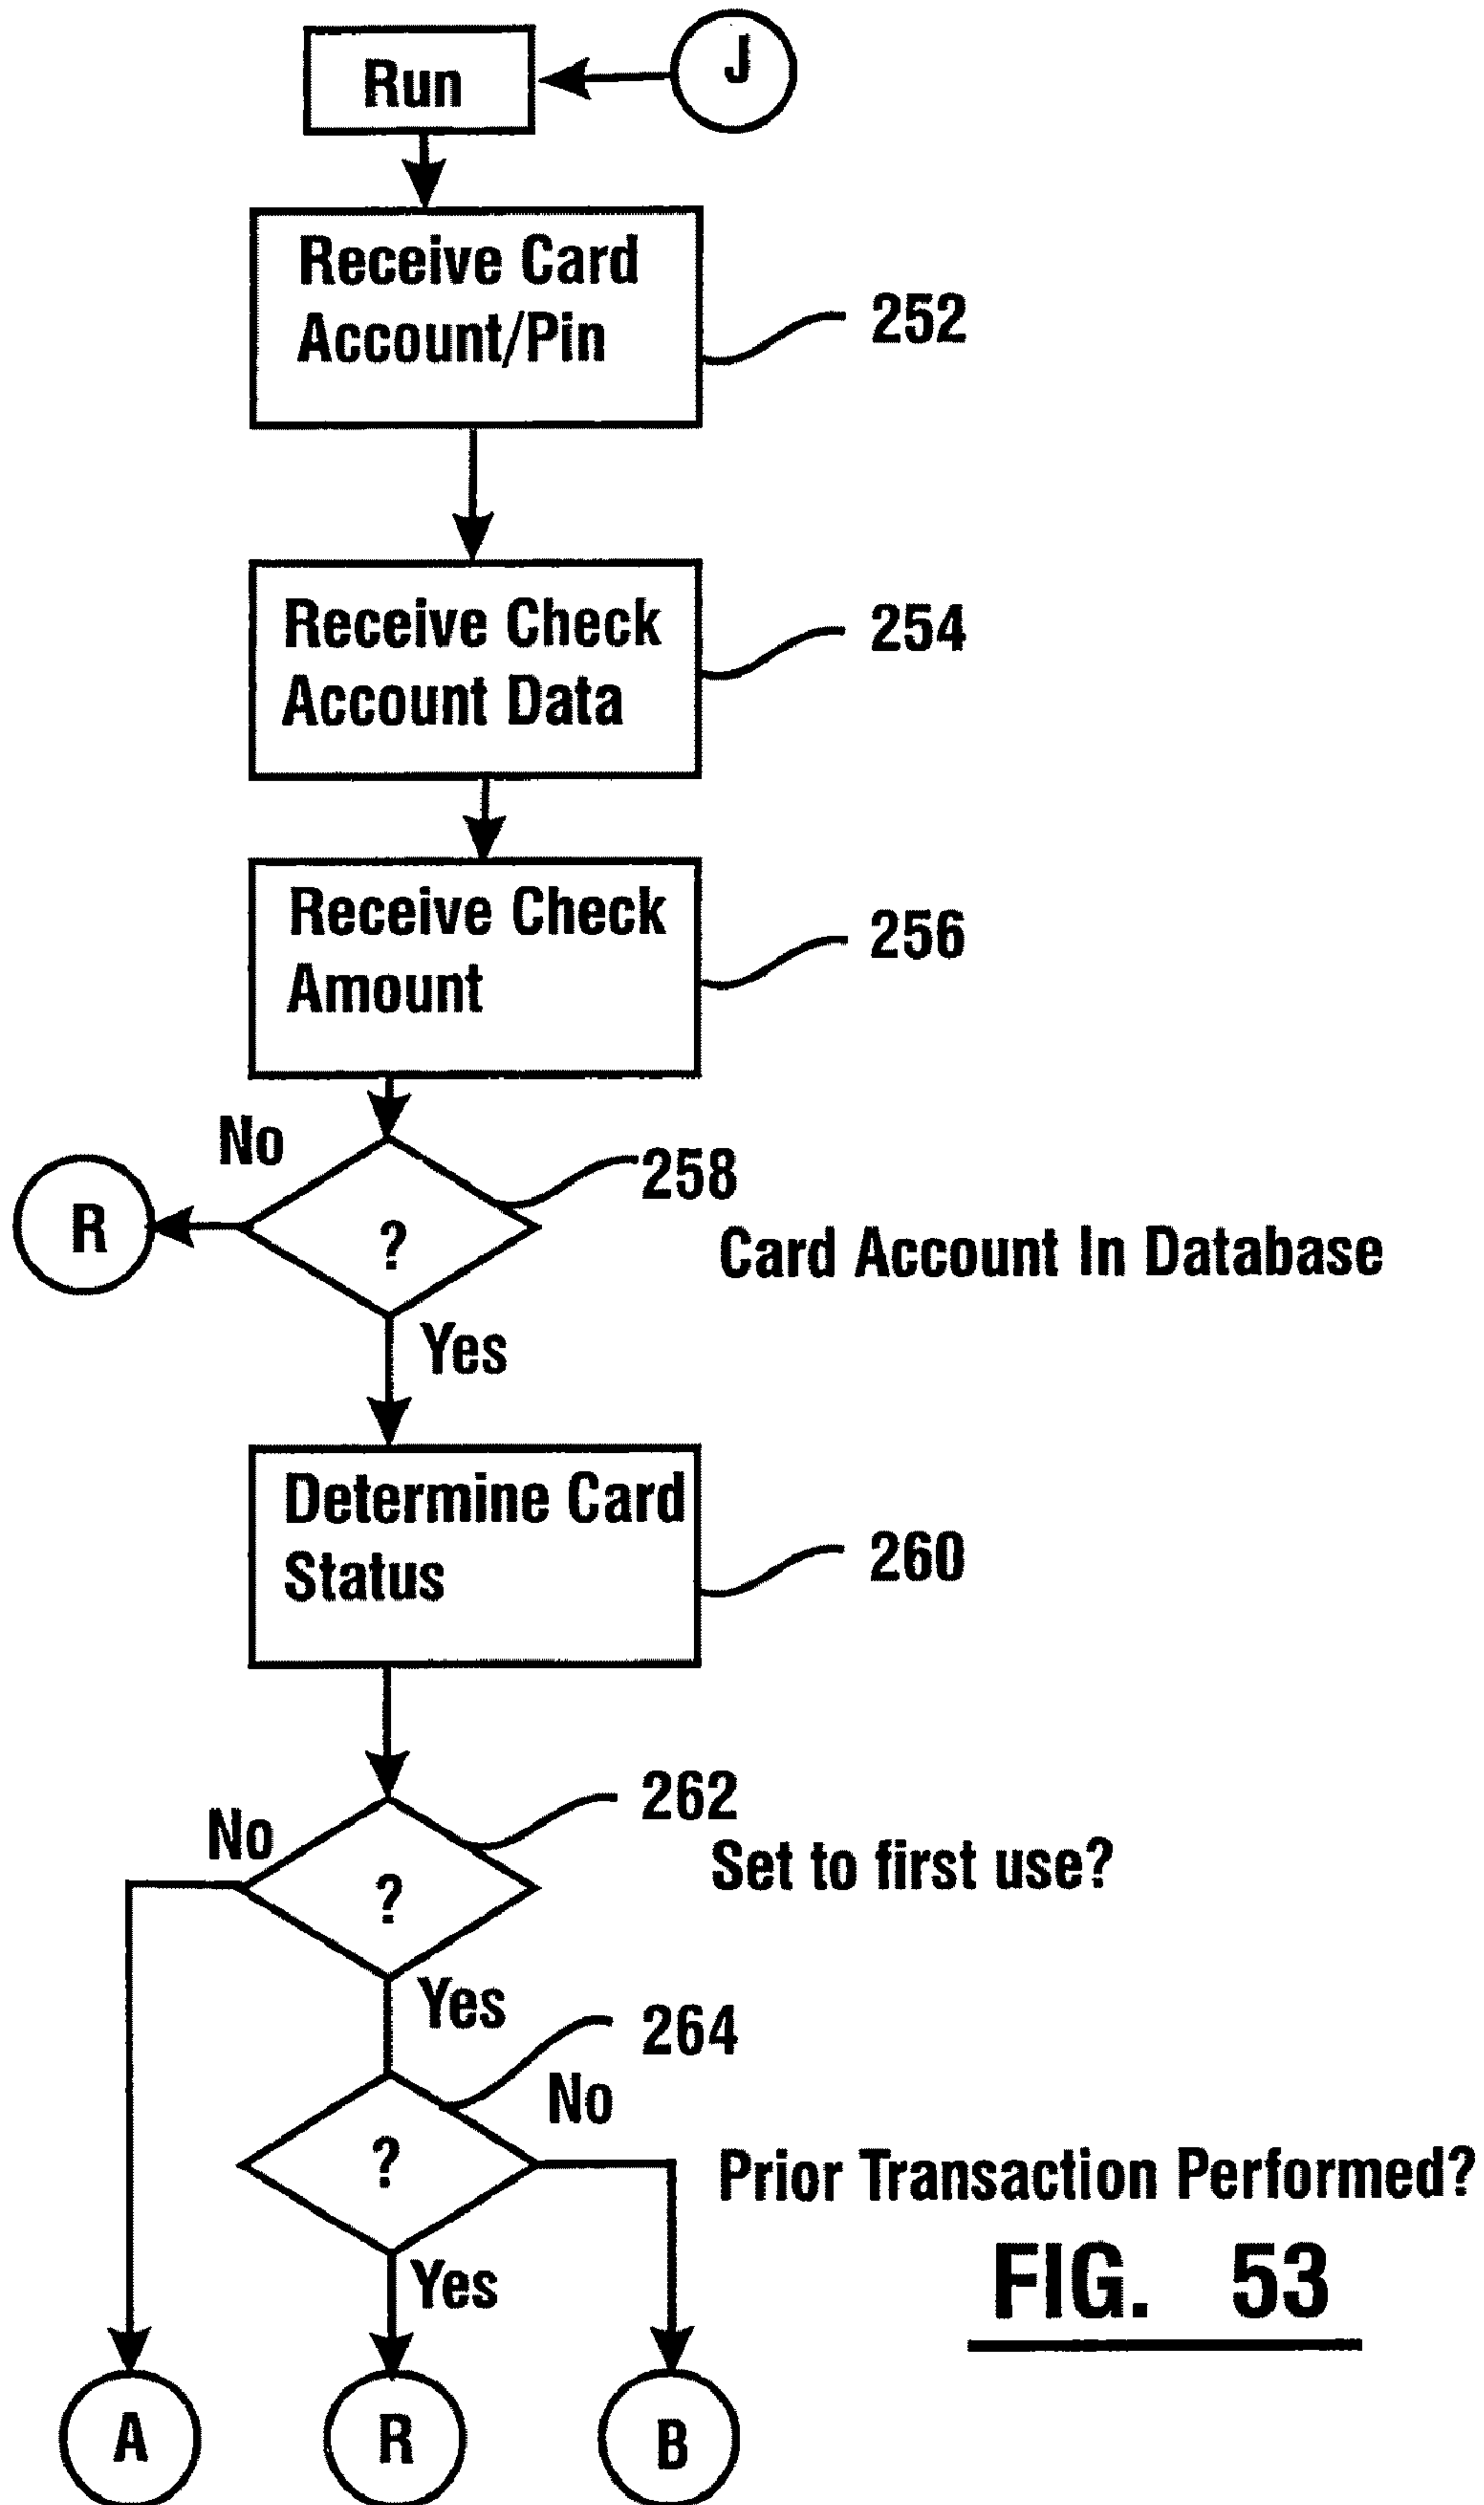 Run
J
Receive Card
Account/Pin
252
Receive Check
Account Data
254
Receive Check
Amount
256
No
258
R
?
Card Account In Database
Yes
Determine Card
Status
260
No
262
?
Set to first use?
Yes
264
No
?
Prior Transaction Performed?
Yes
FIG. 53
A
R
B